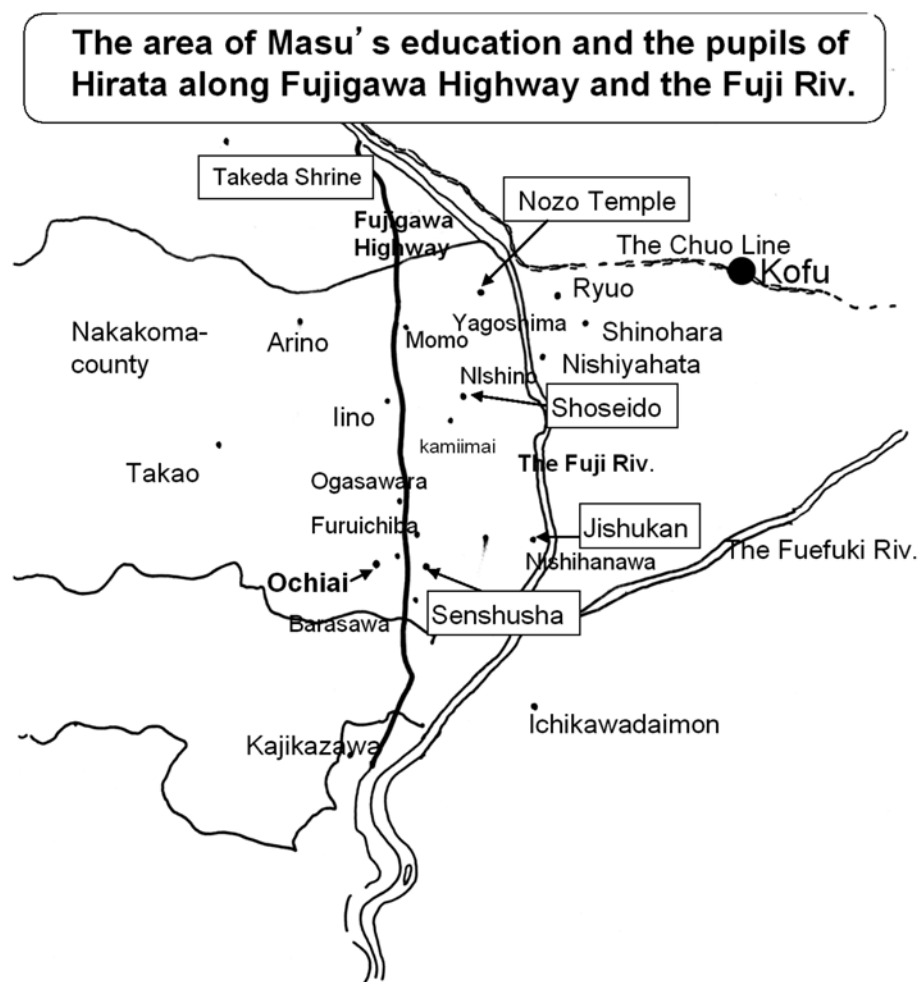 The area of Masu's education and the pupils of
Hirata along Fujigawa Highway and the Fuji Riv.
Takeda Shrine
Nozo Temple
Fujigawa
Highway
The Chuo Line
Kofu
Ryuo
Nakakoma-
county
Arino
Momo
Yagoshima
Shinohara
Nishiyahata
NIshino
Iino
Shoseido
kamiimai
Takao
The Fuji Riv.
Ogasawara
Furuichiba
Jishukan
The Fuefuki Riv.
Nishihanawa
Ochiai
Senshusha
Barasawa
Ichikawadaimon
Kajikazawa